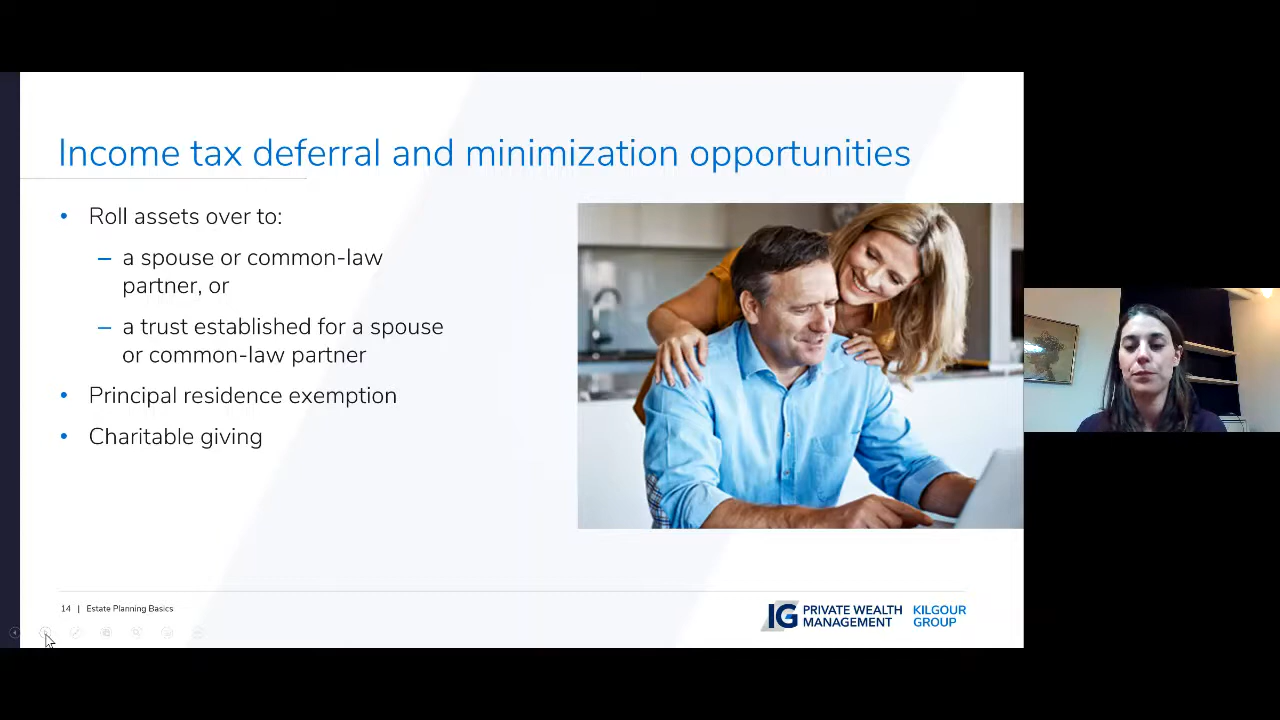 Income tax deferral and minimization opportunities
• Roll assets over to:
– a spouse or common-law
partner, or
– a trust established for a spouse
or common-law partner
• Principal residence exemption
• Charitable giving
14 | Estate Planning Basics
IG PRIVATE WEALTH MANAGEMENT KILGOUR GROUP